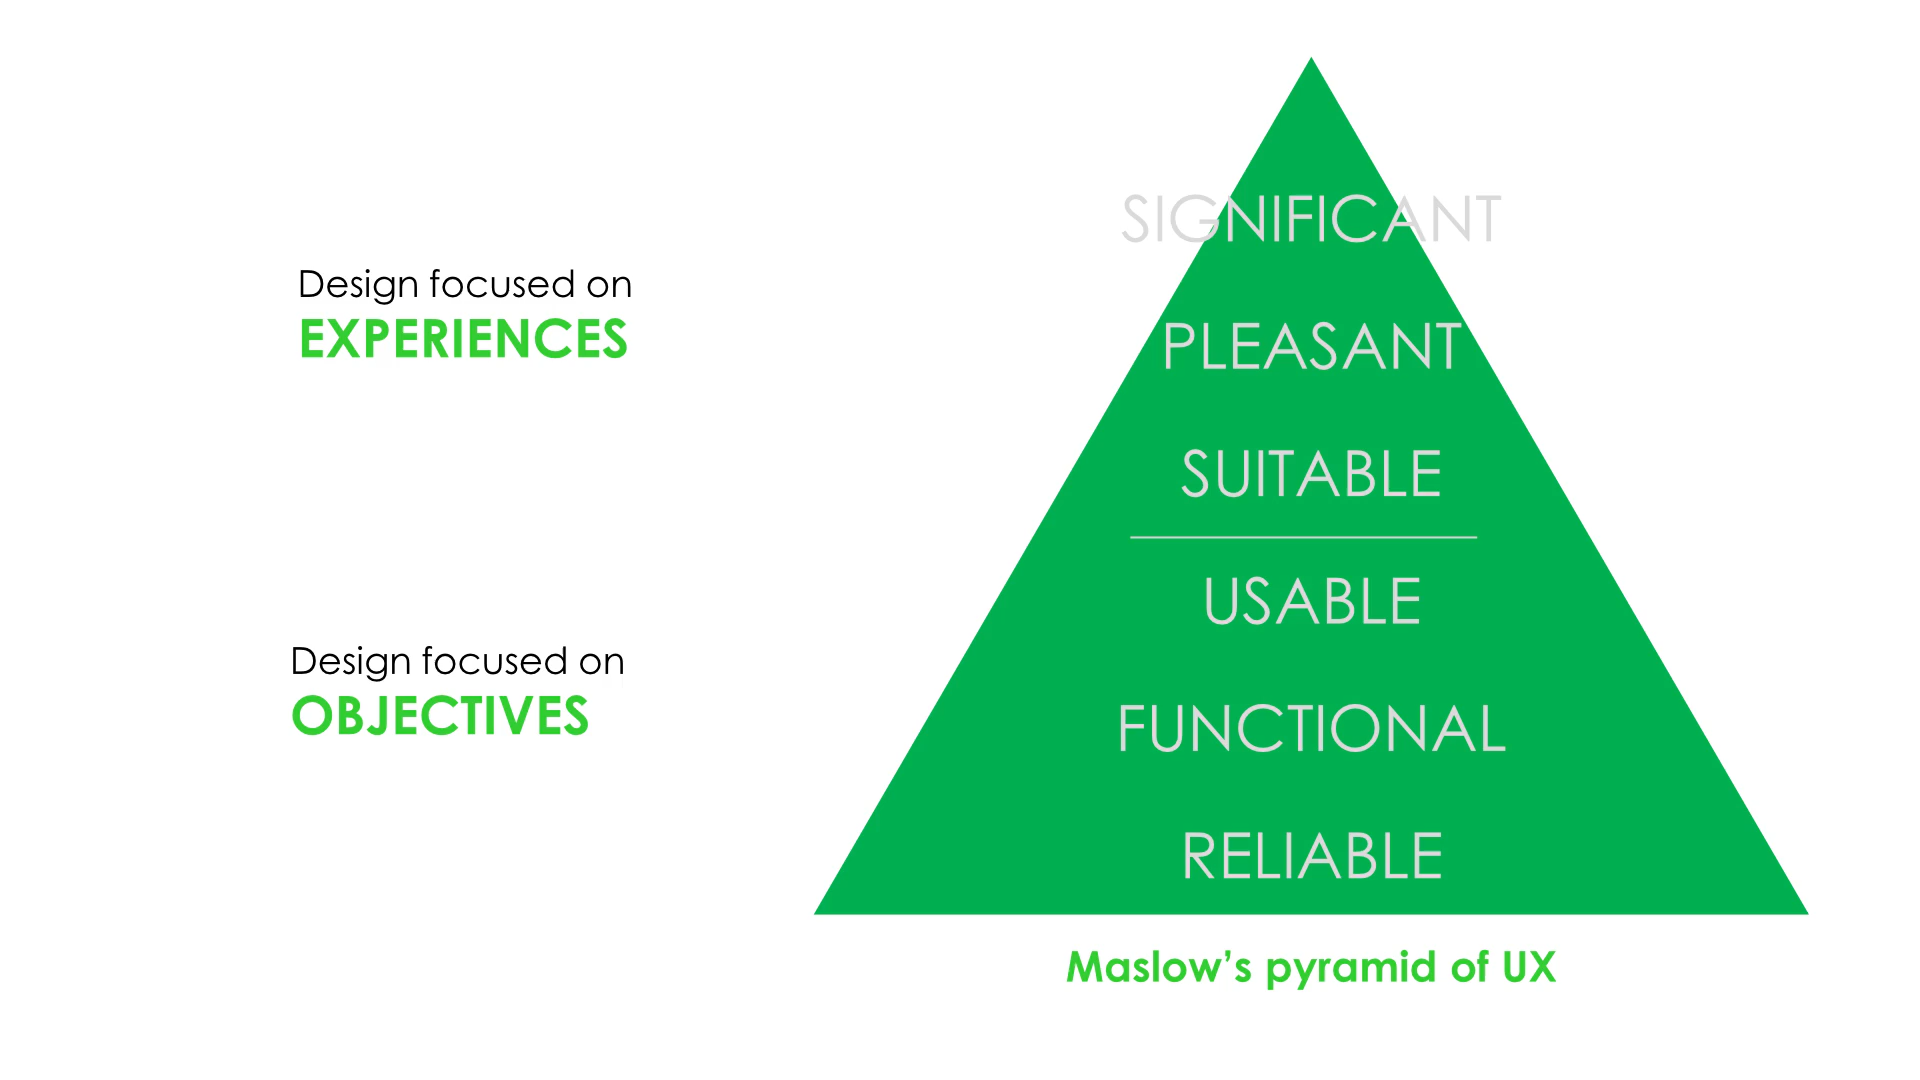 Design focused on
EXPERIENCES
Design focused on
OBJECTIVES
SIGNIFICANT
PLEASANT
SUITABLE
USABLE
FUNCTIONAL
RELIABLE
Maslow’s pyramid of UX